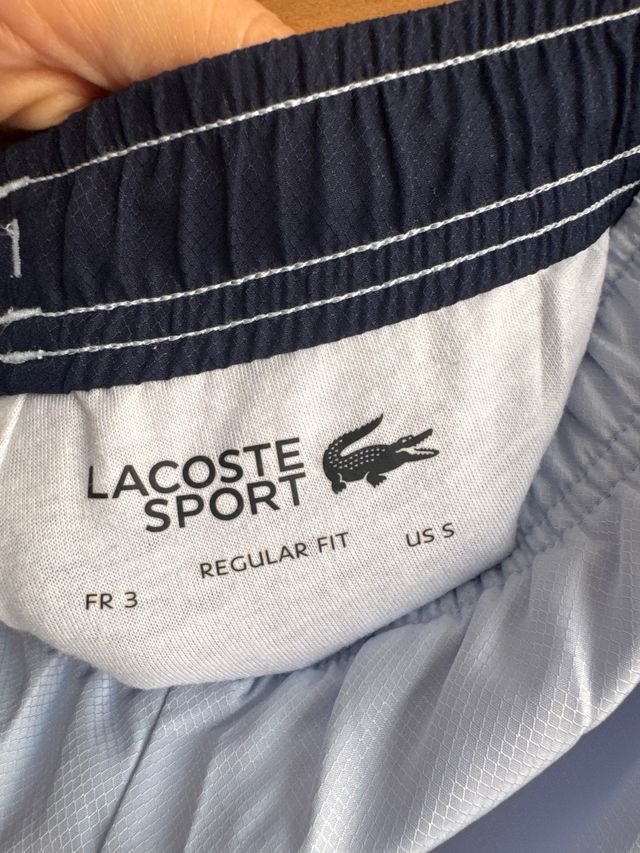 LACOSTE
SPORT
FR 3
REGULAR FIT
US S